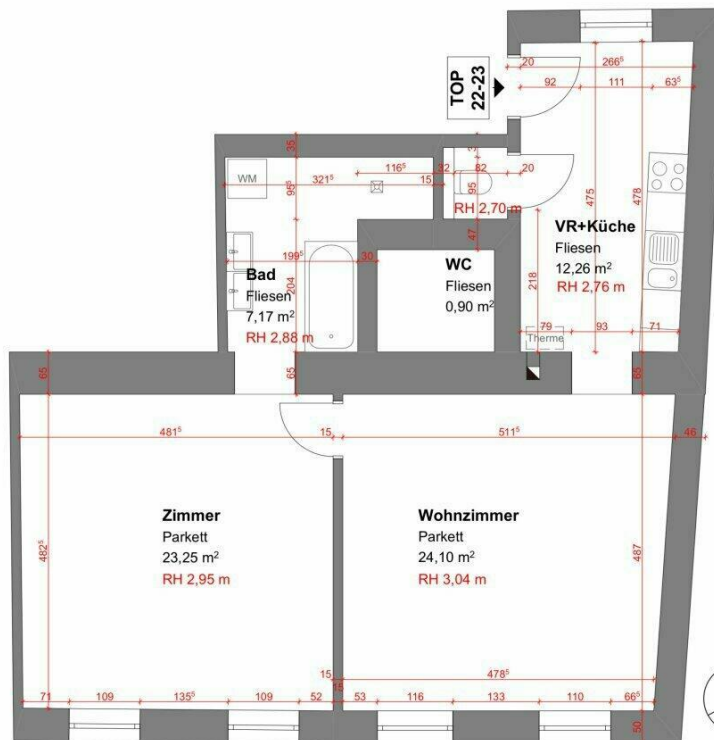 20
266⁵
92
111
63⁵
TOP
22-23
35
116⁵
32
82
20
WM
95⁵
321⁵
15
95
RH 2,70 m
475
478
VR+Küche
Fliesen
12,26 m²
RH 2,76 m
47
199⁵
30
Bad
Fliesen
7,17 m²
RH 2,88 m
204
WC
Fliesen
0,90 m²
218
79
93
71
Therme
65
65
65
481⁵
15
511⁵
46
Zimmer
Parkett
23,25 m²
RH 2,95 m
Wohnzimmer
Parkett
24,10 m²
RH 3,04 m
482⁵
487
15
478⁵
71
109
135⁵
109
52
15
53
116
133
110
66⁵
50